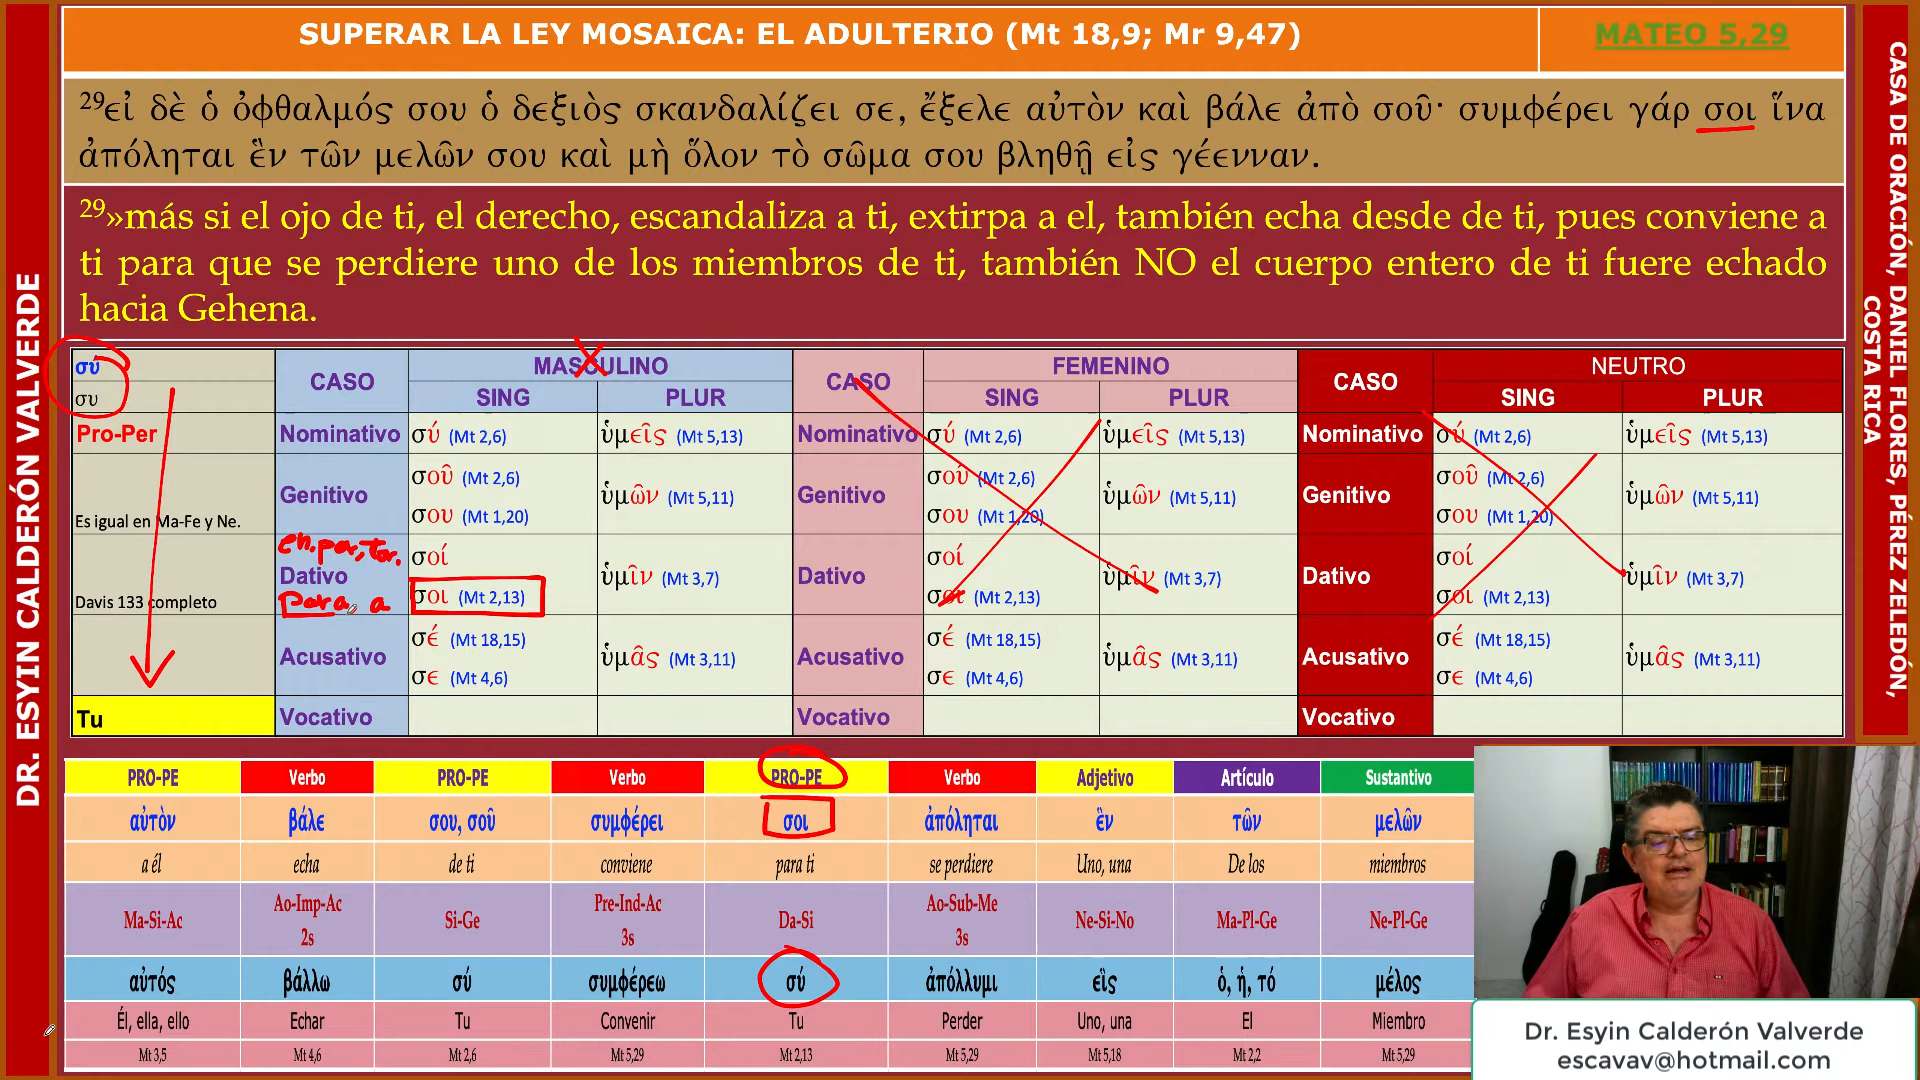 SUPERAR LA LEY MOSAICA: EL ADULTERIO (Mt 18,9; Mr 9,47)
MATEO 5,29
²⁹εἰ δὲ ὁ ὀφθαλμός σου ὁ δεξιὸς σκανδαλίζει σε, ἔξελε αὐτὸν καὶ βάλε ἀπὸ σοῦ· συμφέρει γάρ σοι ἵνα
ἀπόληται ἓν τῶν μελῶν σου καὶ μὴ ὅλον τὸ σῶμα σου βληθῇ εἰς γέενναν.
²⁹»más si el ojo de ti, el derecho, escandaliza a ti, extirpa a el, también echa desde de ti, pues conviene a
ti para que se perdiere uno de los miembros de ti, también NO el cuerpo entero de ti fuere echado
hacia Gehena.
DR. ESYIN CALDERÓN VALVERDE
CASA DE ORACIÓN, DANIEL FLORES, PÉREZ ZELEDÓN,
COSTA RICA
σύ CASO MASCULINO CASO FEMENINO CASO NEUTRO
συ SING PLUR SING PLUR SING PLUR
Pro-Per Nominativo σύ (Mt 2,6) ὑμεῖς (Mt 5,13) Nominativo σύ (Mt 2,6) ὑμεῖς (Mt 5,13) Nominativo σύ (Mt 2,6) ὑμεῖς (Mt 5,13)
Es igual en Ma-Fe y Ne. Genitivo σοῦ (Mt 2,6) σου (Mt 1,20) ὑμῶν (Mt 5,11) Genitivo σοῦ (Mt 2,6) σου (Mt 1,20) ὑμῶν (Mt 5,11) Genitivo σοῦ (Mt 2,6) σου (Mt 1,20) ὑμῶν (Mt 5,11)
en, por, tor.
Davis 133 completo Dativo σοί σοι (Mt 2,13) ὑμῖν (Mt 3,7) Dativo σοί σοι (Mt 2,13) ὑμῖν (Mt 3,7) Dativo σοί σοι (Mt 2,13) ὑμῖν (Mt 3,7)
Para, a
Acusativo σέ (Mt 18,15) σε (Mt 4,6) ὑμᾶς (Mt 3,11) Acusativo σέ (Mt 18,15) σε (Mt 4,6) ὑμᾶς (Mt 3,11) Acusativo σέ (Mt 18,15) σε (Mt 4,6) ὑμᾶς (Mt 3,11)
Tu Vocativo Vocativo Vocativo
PRO-PE Verbo PRO-PE Verbo PRO-PE Verbo Adjetivo Artículo Sustantivo
αὐτὸν βάλε σου, σοῦ συμφέρει σοι ἀπόληται ἓν τῶν μελῶν
a él echa de ti conviene para ti se perdiere Uno, una De los miembros
Ma-Si-Ac Ao-Imp-Ac 2s Si-Ge Pre-Ind-Ac 3s Da-Si Ao-Sub-Me 3s Ne-Si-No Ma-Pl-Ge Ne-Pl-Ge
αὐτός βάλλω σύ συμφέρεω σύ ἀπόλλυμι εἷς ὁ, ἡ, τό μέλος
Él, ella, ello Echar Tu Convenir Tu Perder Uno, una El Miembro
Mt 3,5 Mt 4,6 Mt 2,6 Mt 5,29 Mt 2,13 Mt 5,29 Mt 5,18 Mt 2,2 Mt 5,29
Dr. Esyin Calderón Valverde
escavav@hotmail.com